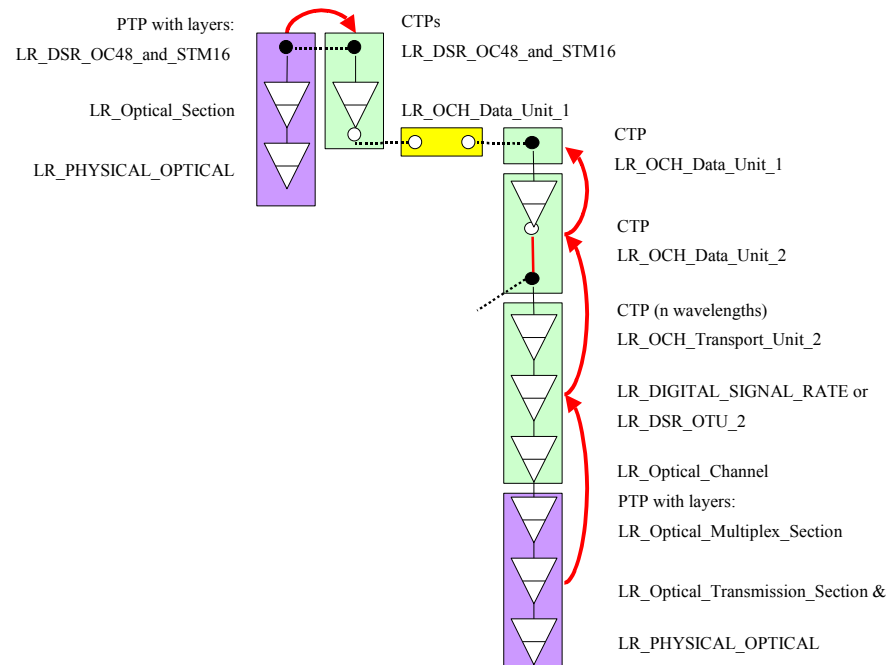 PTP with layers:
LR_DSR_OC48_and_STM16
LR_Optical_Section
LR_PHYSICAL_OPTICAL
CTPs
LR_DSR_OC48_and_STM16
LR_OCH_Data_Unit_1
CTP
LR_OCH_Data_Unit_1
CTP
LR_OCH_Data_Unit_2
CTP (n wavelengths)
LR_OCH_Transport_Unit_2
LR_DIGITAL_SIGNAL_RATE or
LR_DSR_OTU_2
LR_Optical_Channel
PTP with layers:
LR_Optical_Multiplex_Section
LR_Optical_Transmission_Section &
LR_PHYSICAL_OPTICAL